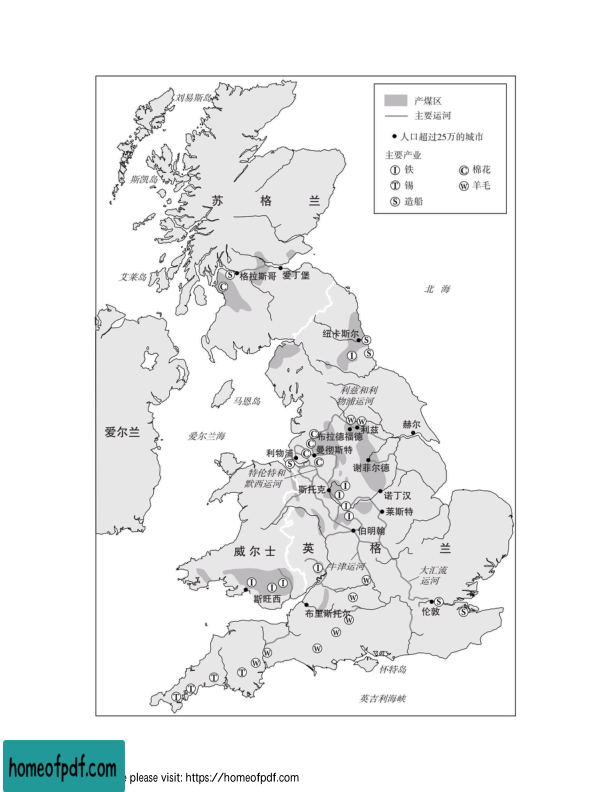 刘易斯岛
产煤区
主要运河
人口超过25万的城市
主要产业
I 铁
C 棉花
T 锡
W 羊毛
S 造船
斯凯岛
苏格兰
艾莱岛
S
格拉斯哥
爱丁堡
C
北海
纽卡斯尔
S
I
S
马恩岛
利兹和利
物浦运河
爱尔兰
爱尔兰海
W
W
利兹
赫尔
C
布拉德福德
C
利物浦
C
曼彻斯特
S
C
谢菲尔德
特伦特和
默西运河
斯托克
I
I
诺丁汉
I
莱斯特
I
伯明翰
威尔士
英格兰
牛津运河
大汇流
运河
I
I
I
I
W
斯旺西
W
布里斯托尔
伦敦
S
S
W
W
W
W
W
怀特岛
T
T
T
T
英吉利海峡
homeofpdf.com
e please visit: https://homeofpdf.com